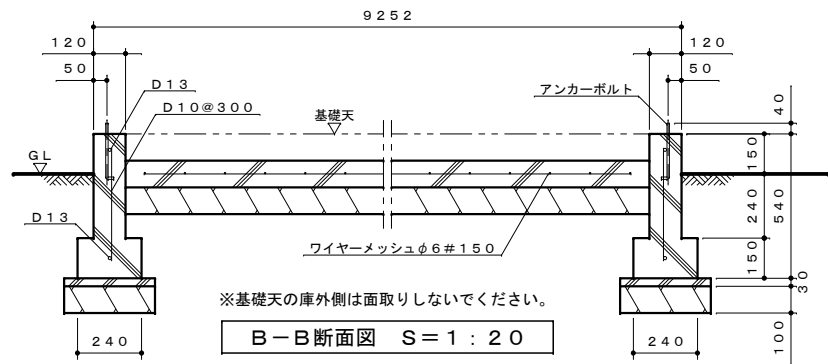 9252
120
120
50
50
D13
D10@300
アンカーボルト
40
基礎天
GL
150
D13
240
540
ワイヤーメッシュφ6#150
150
30
※基礎天の庫外側は面取りしないでください。
100
240
B－B断面図 S＝1：20
240